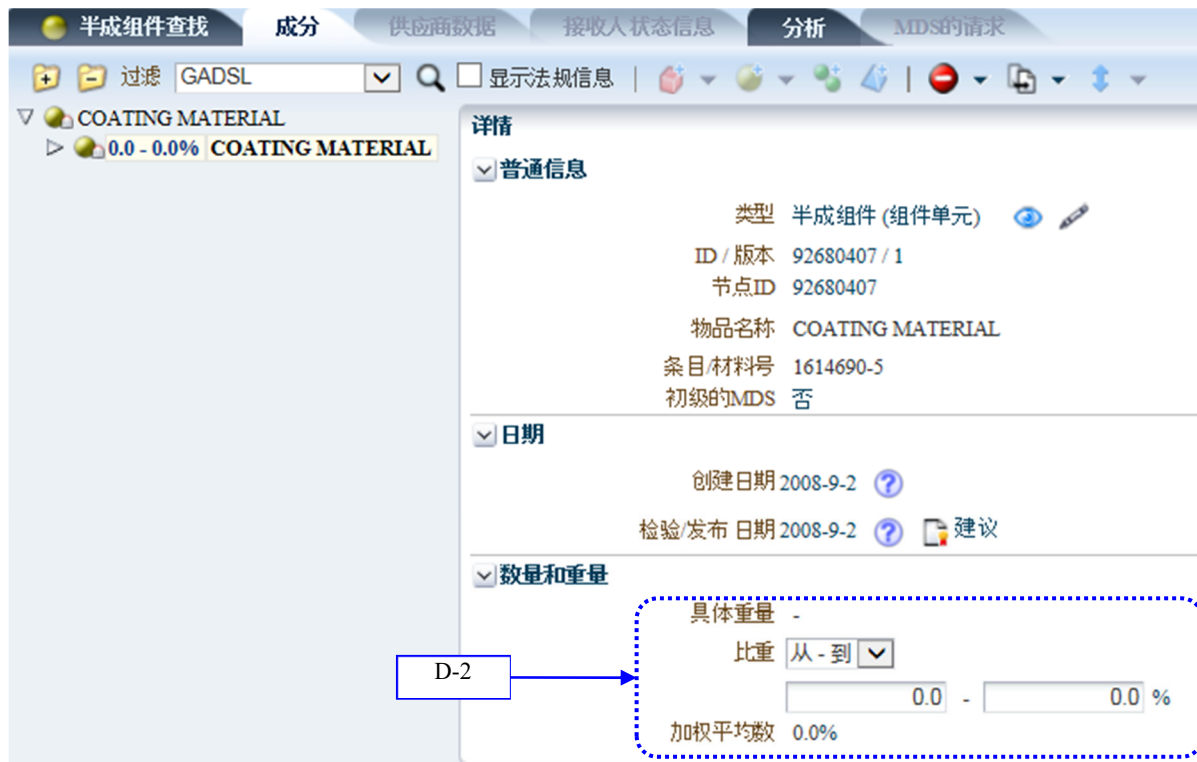 半成组件查找 成分 供应商数据 接收人状态信息 分析 MDS的请求
过滤 GADSL 显示法规信息
COATING MATERIAL
0.0 - 0.0% COATING MATERIAL
详情
普通信息
类型 半成组件 (组件单元)
ID / 版本 92680407 / 1
节点ID 92680407
物品名称 COATING MATERIAL
条目/材料号 1614690-5
初级的MDS 否
日期
创建日期 2008-9-2
检验/发布 日期 2008-9-2 建议
数量和重量
具体重量 -
比重 从 - 到
D-2
0.0 - 0.0 %
加权平均数 0.0%